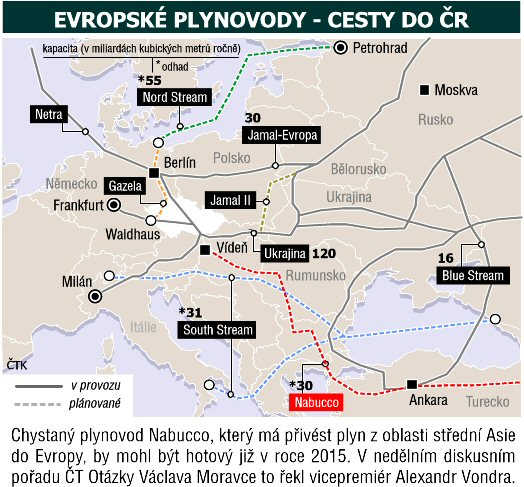 EVROPSKÉ PLYNOVODY - CESTY DO ČR
kapacita (v miliardách kubických metrů ročně)
*odhad
Petrohrad
*55
Nord Stream
Moskva
Netra
Rusko
30
Jamal-Evropa
Berlín
Polsko
Bělorusko
Německo
Gazela
Jamal II
Ukrajina
Frankfurt
Waldhaus
Vídeň
Ukrajina 120
16
Blue Stream
Milán
Rumunsko
*31
South Stream
Itálie
ČTK
v provozu
plánované
*30
Nabucco
Ankara
Turecko
Chystaný plynovod Nabucco, který má přivést plyn z oblasti střední Asie
do Evropy, by mohl být hotový již v roce 2015. V nedělním diskusním
pořadu ČT Otázky Václava Moravce to řekl vicepremiér Alexandr Vondra.